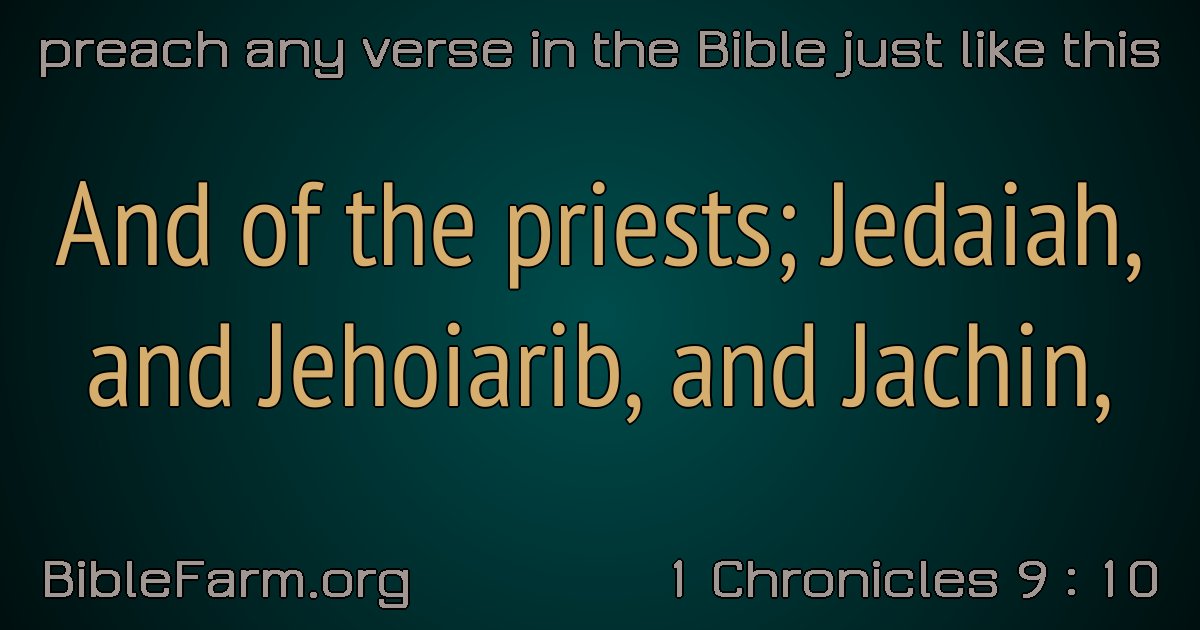 preach any verse in the Bible just like this
And of the priests; Jedaiah,
and Jehoiarib, and Jachin,
BibleFarm.org
1 Chronicles 9 : 10